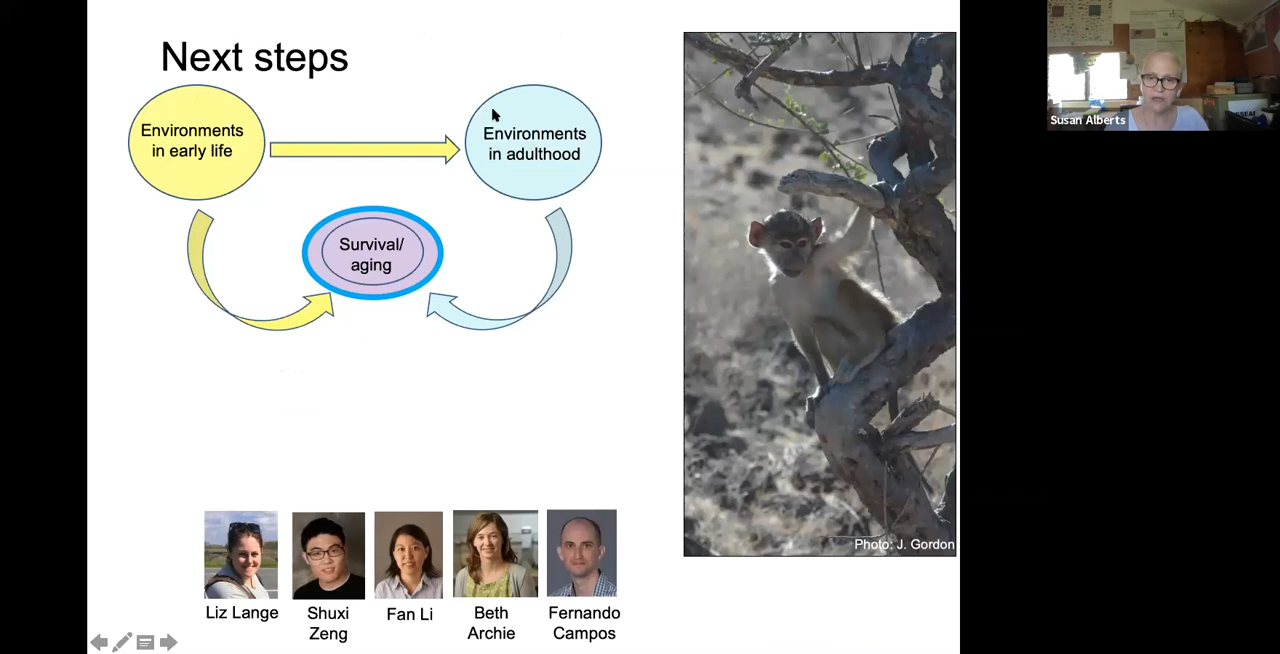 Next steps
Environments
in early life
Environments
in adulthood
Survival/
aging
Photo: J. Gordon
Liz Lange
Shuxi
Zeng
Fan Li
Beth
Archie
Fernando
Campos
Susan Alberts